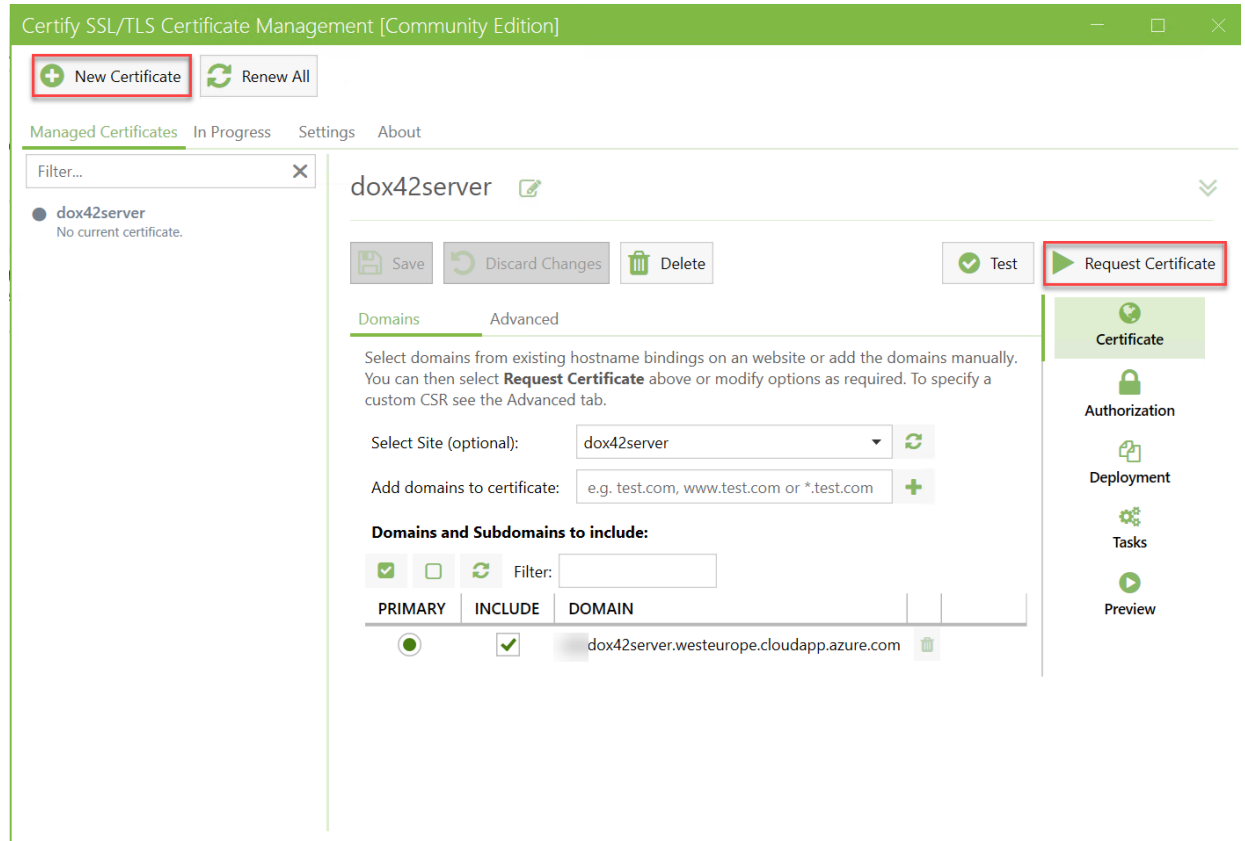 Certify SSL/TLS Certificate Management [Community Edition]
New Certificate
Renew All
Managed Certificates
In Progress
Settings
About
Filter...
dox42server
No current certificate.
dox42server
Save
Discard Changes
Delete
Test
Request Certificate
Domains
Advanced
Select domains from existing hostname bindings on an website or add the domains manually.
You can then select Request Certificate above or modify options as required. To specify a
custom CSR see the Advanced tab.
Select Site (optional):
dox42server
Add domains to certificate:
e.g. test.com, www.test.com or *.test.com
Domains and Subdomains to include:
Filter:
PRIMARY
INCLUDE
DOMAIN
dox42server.westeurope.cloudapp.azure.com
Certificate
Authorization
Deployment
Tasks
Preview